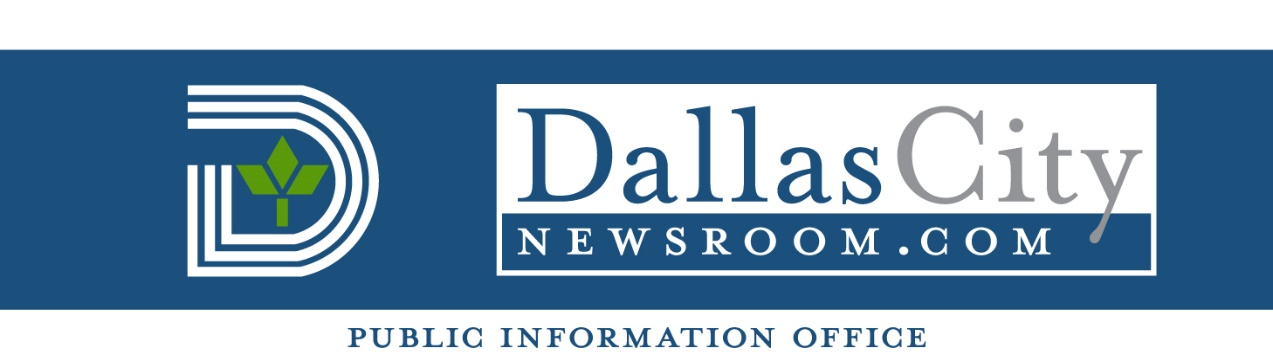 DallasCity
NEWSROOM.COM
PUBLIC INFORMATION OFFICE